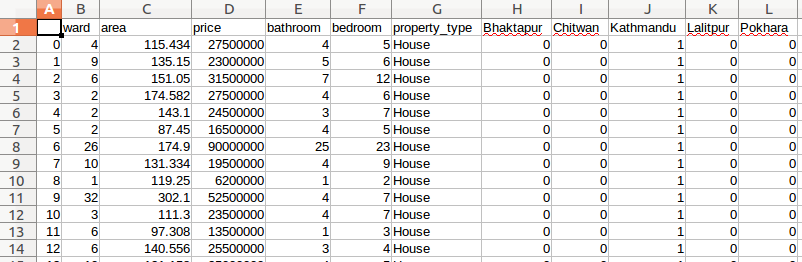 A B C D E F G H I J K L
1 ward area price bathroom bedroom property_type Bhaktapur Chitwan Kathmandu Lalitpur Pokhara
2 0 4 115.434 27500000 4 5 House 0 0 1 0 0
3 1 9 135.15 23000000 5 6 House 0 0 1 0 0
4 2 6 151.05 31500000 7 12 House 0 0 1 0 0
5 3 2 174.582 27500000 4 6 House 0 0 1 0 0
6 4 2 143.1 24500000 3 7 House 0 0 1 0 0
7 5 2 87.45 16500000 4 5 House 0 0 1 0 0
8 6 26 174.9 90000000 25 23 House 0 0 1 0 0
9 7 10 131.334 19500000 4 9 House 0 0 1 0 0
10 8 1 119.25 6200000 1 2 House 0 0 1 0 0
11 9 32 302.1 52500000 4 7 House 0 0 1 0 0
12 10 3 111.3 23500000 4 7 House 0 0 1 0 0
13 11 6 97.308 13500000 1 3 House 0 0 1 0 0
14 12 6 140.556 25500000 3 4 House 0 0 1 0 0